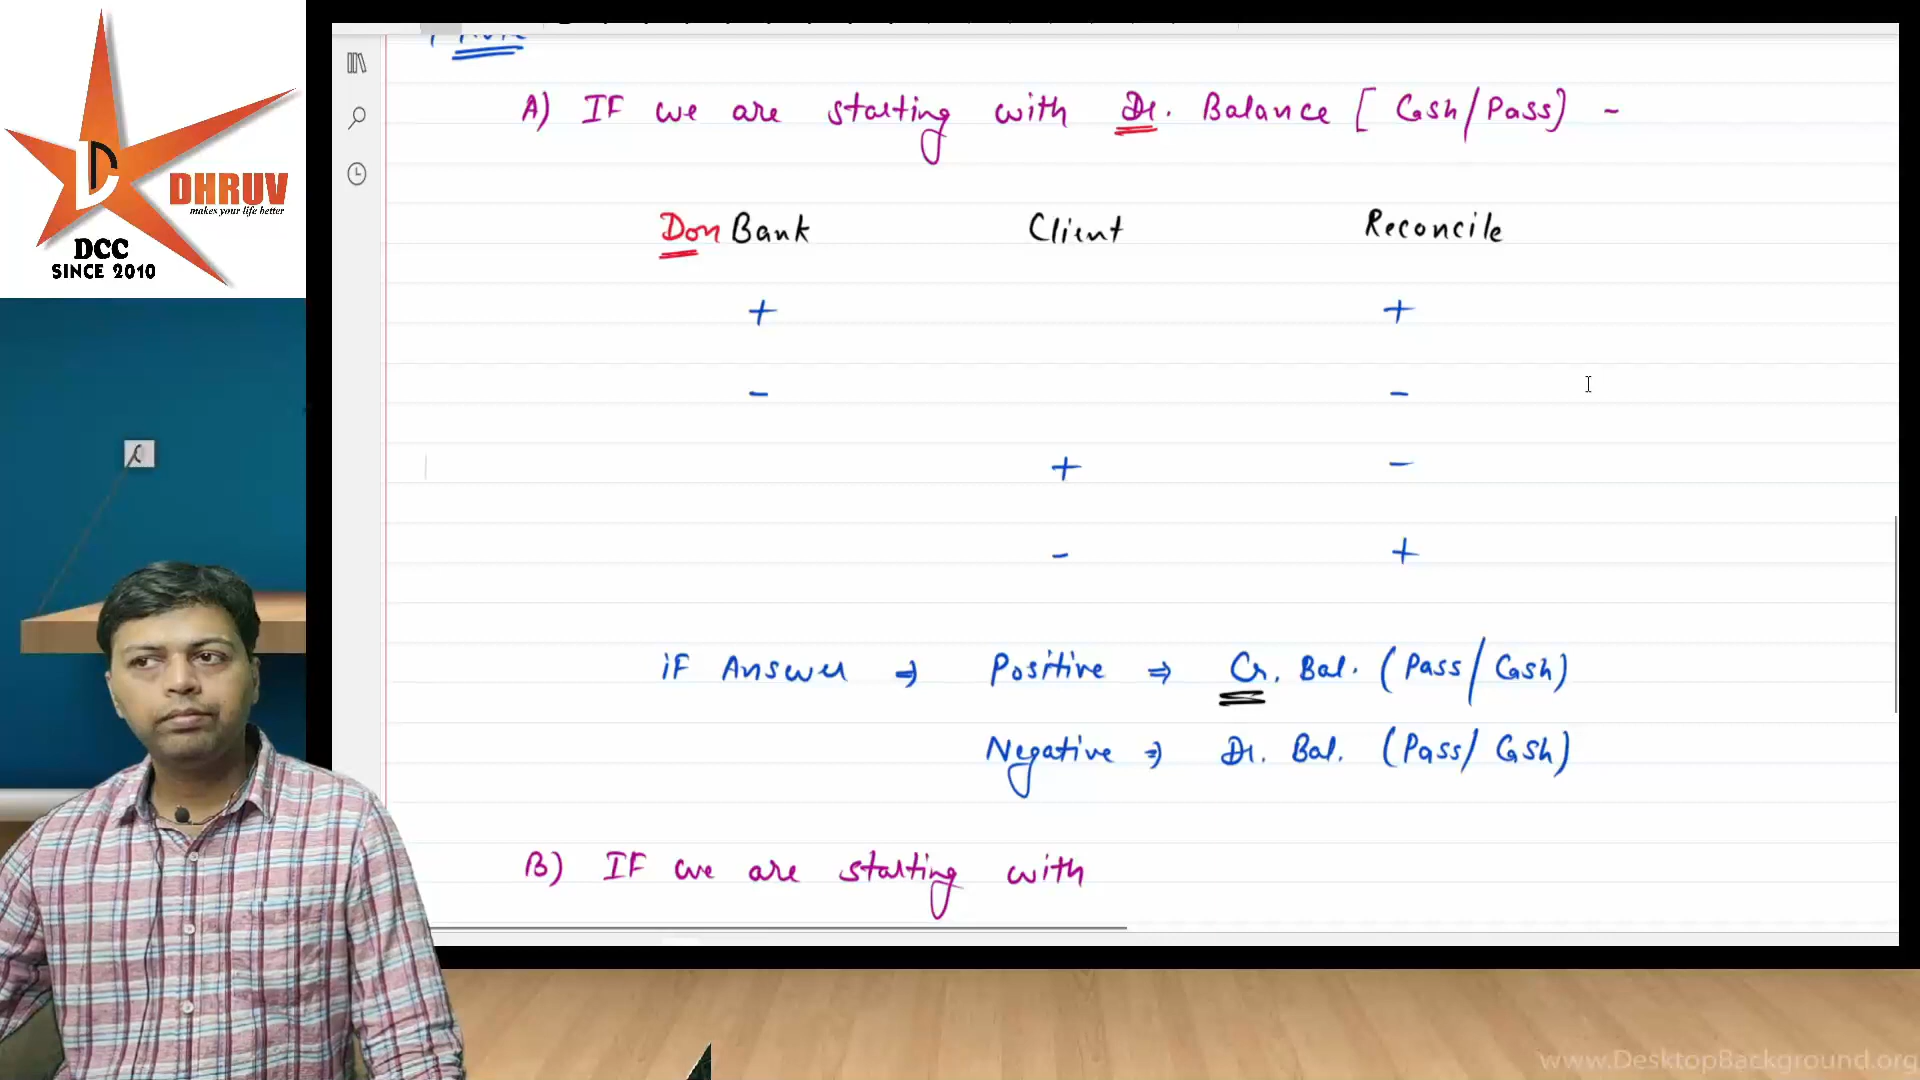 A) IF we are starting with Dr. Balance [Cash/Pass) -
Don Bank Client Reconcile
+ +
- -
+ -
- +
if Answer ⇒ Positive ⇒ Cr. Bal. (Pass/Cash)
Negative ⇒ Dr. Bal. (Pass/Cash)
B) IF we are starting with
DC
DHRUV
makes your life better
DCC
SINCE 2010
www.DesktopBackground.org